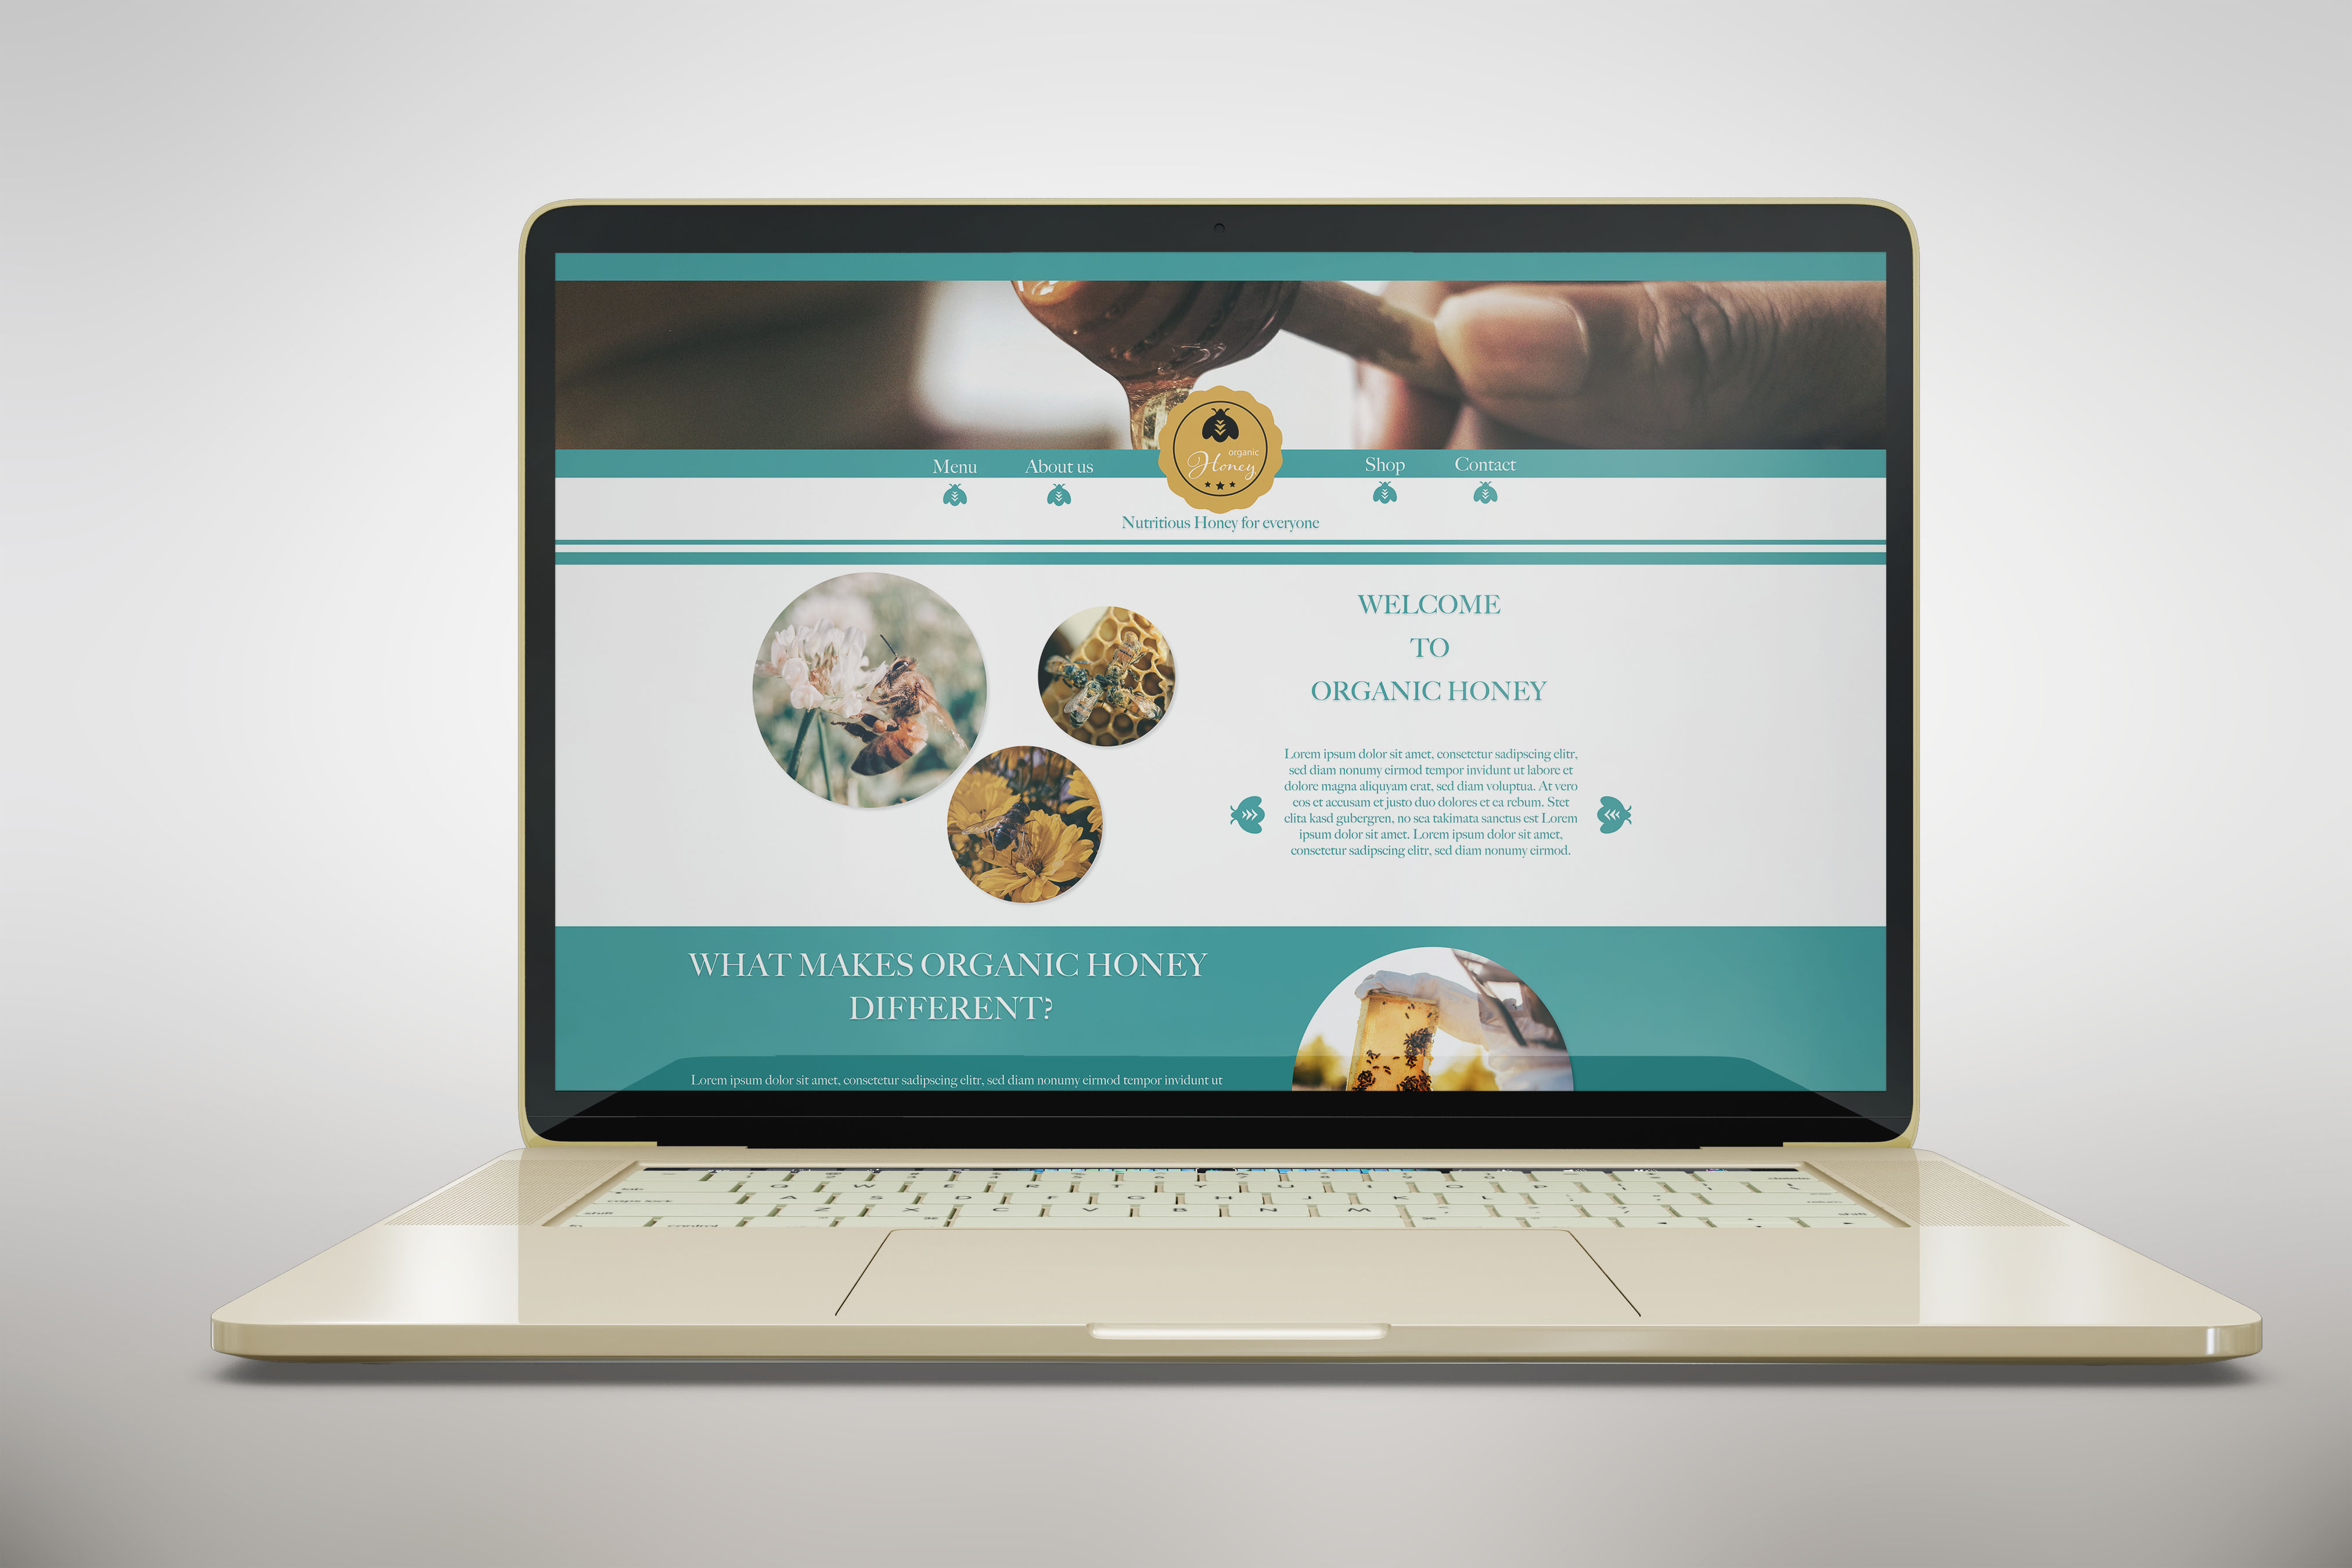 Menu
About us
organic
Honey
Shop
Contact
Nutritious Honey for everyone
WELCOME
TO
ORGANIC HONEY
Lorem ipsum dolor sit amet, consetetur sadipscing elitr,
sed diam nonumy eirmod tempor invidunt ut labore et
dolore magna aliquyam erat, sed diam voluptua. At vero
eos et accusam et justo duo dolores et ea rebum. Stet
clita kasd gubergren, no sea takimata sanctus est Lorem
ipsum dolor sit amet. Lorem ipsum dolor sit amet,
consetetur sadipscing elitr, sed diam nonumy eirmod.
WHAT MAKES ORGANIC HONEY
DIFFERENT?
Lorem ipsum dolor sit amet, consetetur sadipscing elitr, sed diam nonumy eirmod tempor invidunt ut
Q W E R T Y U I O P
A S D F G H J K L
shift Z X C V B N M shift
control